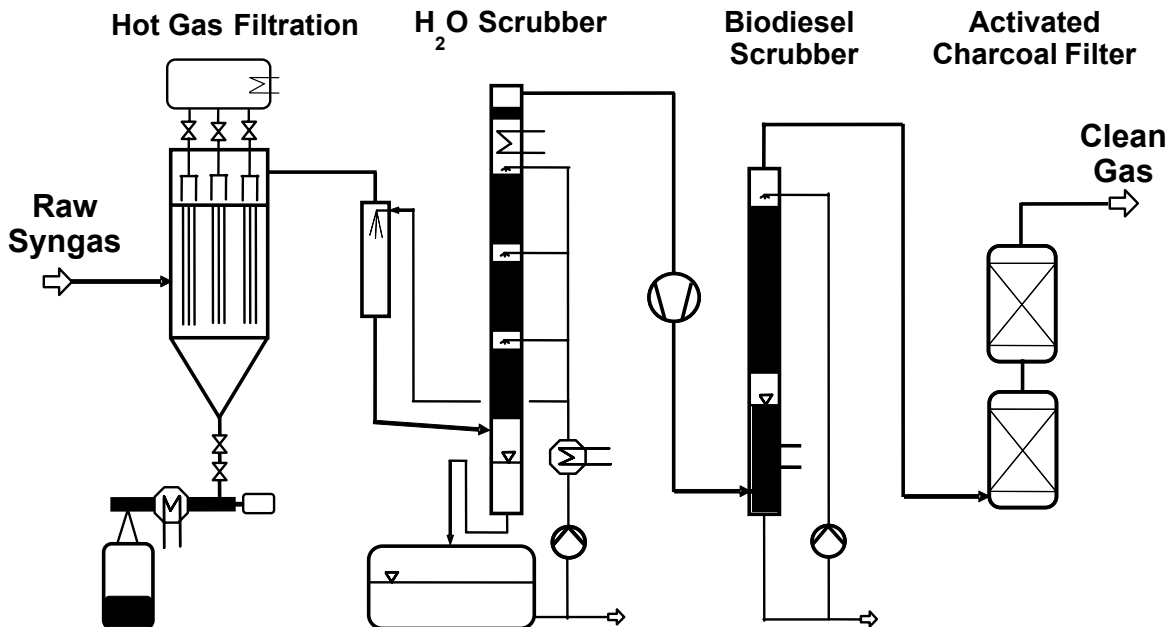 Hot Gas Filtration
H₂O Scrubber
Biodiesel
Scrubber
Activated
Charcoal Filter
Raw
Syngas
Clean
Gas